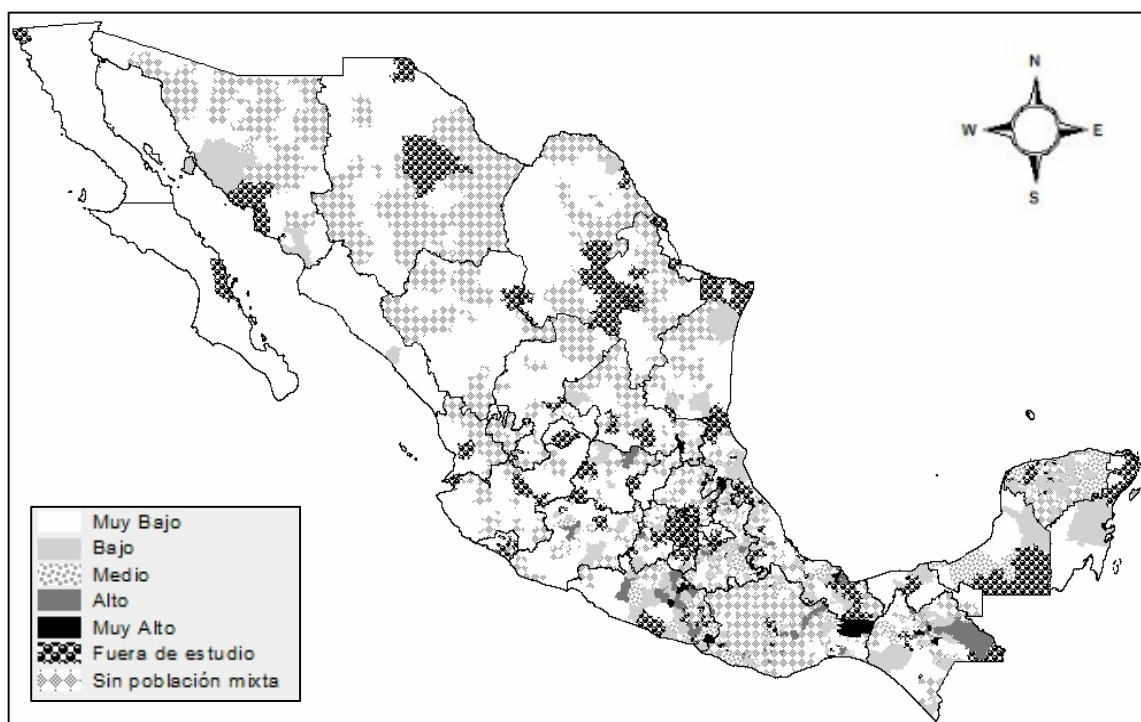 N
W E
S
Muy Bajo
Bajo
Medio
Alto
Muy Alto
Fuera de estudio
Sin población mixta